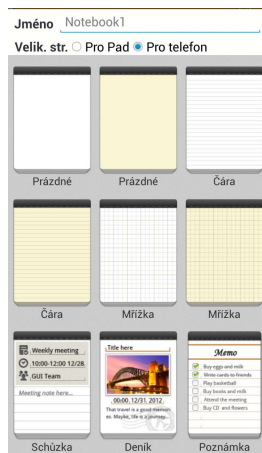 Jméno Notebook1
Velik. str. Pro Pad Pro telefon
Prázdné Prázdné Čára
Čára Mřížka Mřížka
Weekly meeting
10:00-12:00 12/28
GUI Team
Meeting note here...
Title here
00:00, 12/31, 2012
That travel is a good memori
es. Maybe, life is a journey...
Memo
Buy eggs and milk
Write cards to friends
Play basketball
Buy books and milk
Attend the meeting
Buy CD and flowers
Schůzka Deník Poznámka